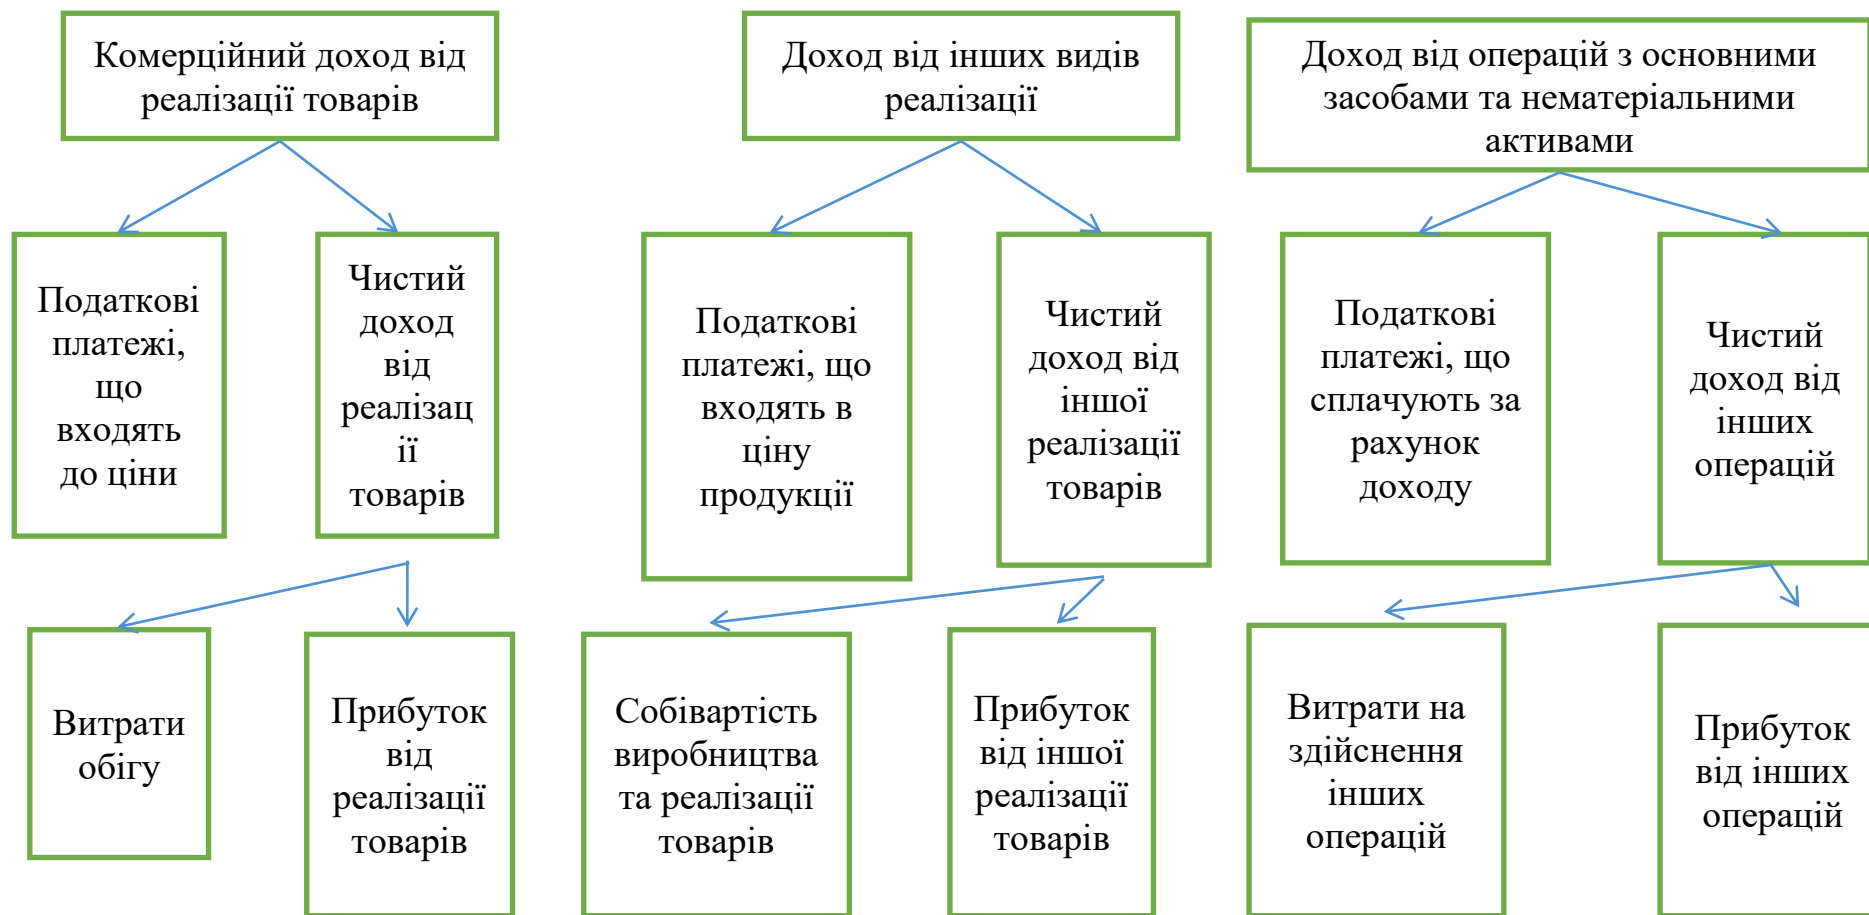 Комерційний доход від
реалізації товарів
Доход від інших видів
реалізації
Доход від операцій з основними
засобами та нематеріальними
активами
Податкові
платежі,
що
входять
до ціни
Чистий
доход
від
реалізац
ії
товарів
Податкові
платежі, що
входять в
ціну
продукції
Чистий
доход від
іншої
реалізації
товарів
Податкові
платежі, що
сплачують за
рахунок
доходу
Чистий
доход від
інших
операцій
Витрати
обігу
Прибуток
від
реалізації
товарів
Собівартість
виробництва
та реалізації
товарів
Прибуток
від іншої
реалізації
товарів
Витрати на
здійснення
інших
операцій
Прибуток
від інших
операцій